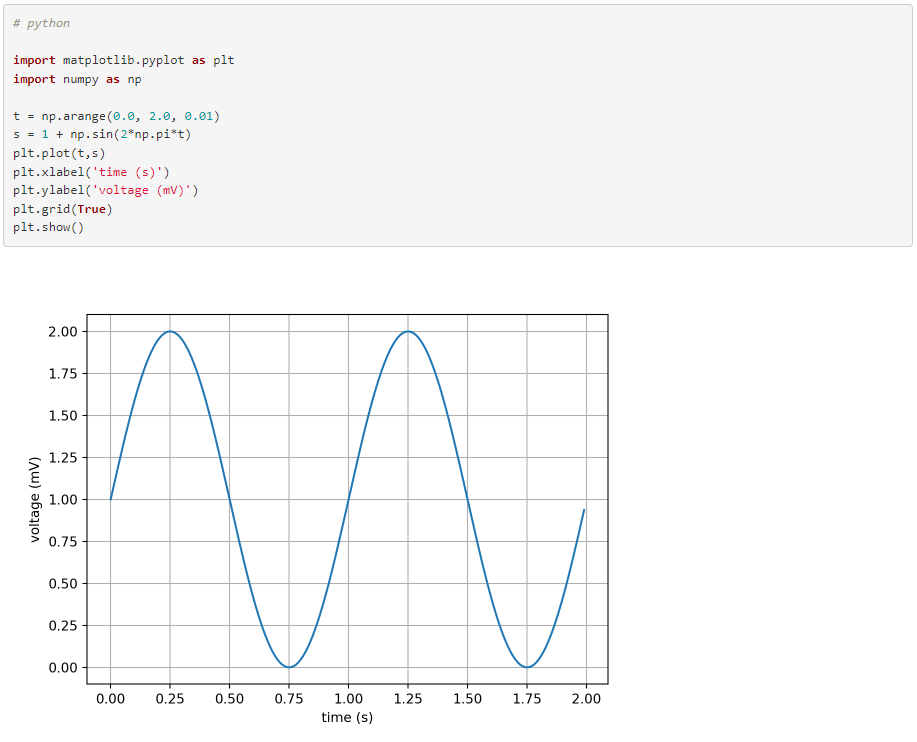 # python
import matplotlib.pyplot as plt
import numpy as np
t = np.arange(0.0, 2.0, 0.01)
s = 1 + np.sin(2*np.pi*t)
plt.plot(t,s)
plt.xlabel('time (s)')
plt.ylabel('voltage (mV)')
plt.grid(True)
plt.show()
2.00
1.75
1.50
1.25
1.00
0.75
0.50
0.25
0.00
voltage (mV)
0.00 0.25 0.50 0.75 1.00 1.25 1.50 1.75 2.00
time (s)